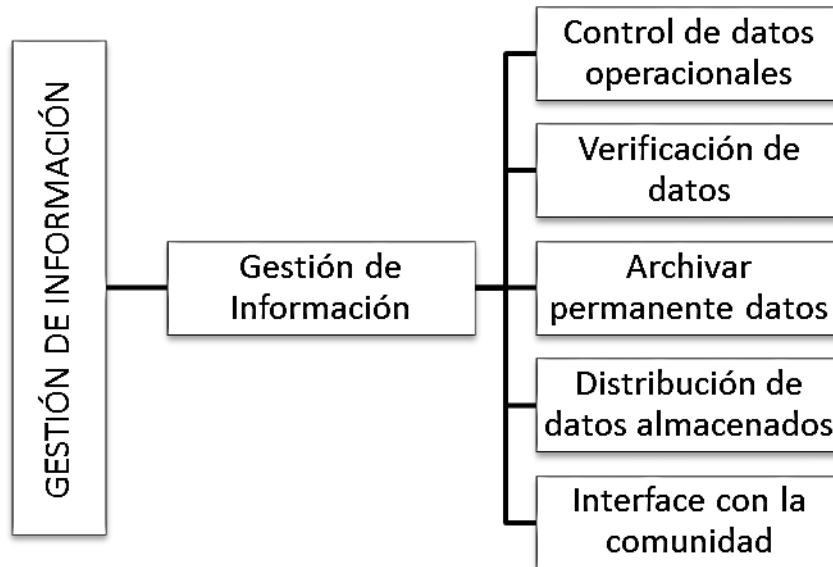 GESTIÓN DE INFORMACIÓN
Gestión de
Información
Control de datos
operacionales
Verificación de
datos
Archivar
permanente datos
Distribución de
datos almacenados
Interface con la
comunidad